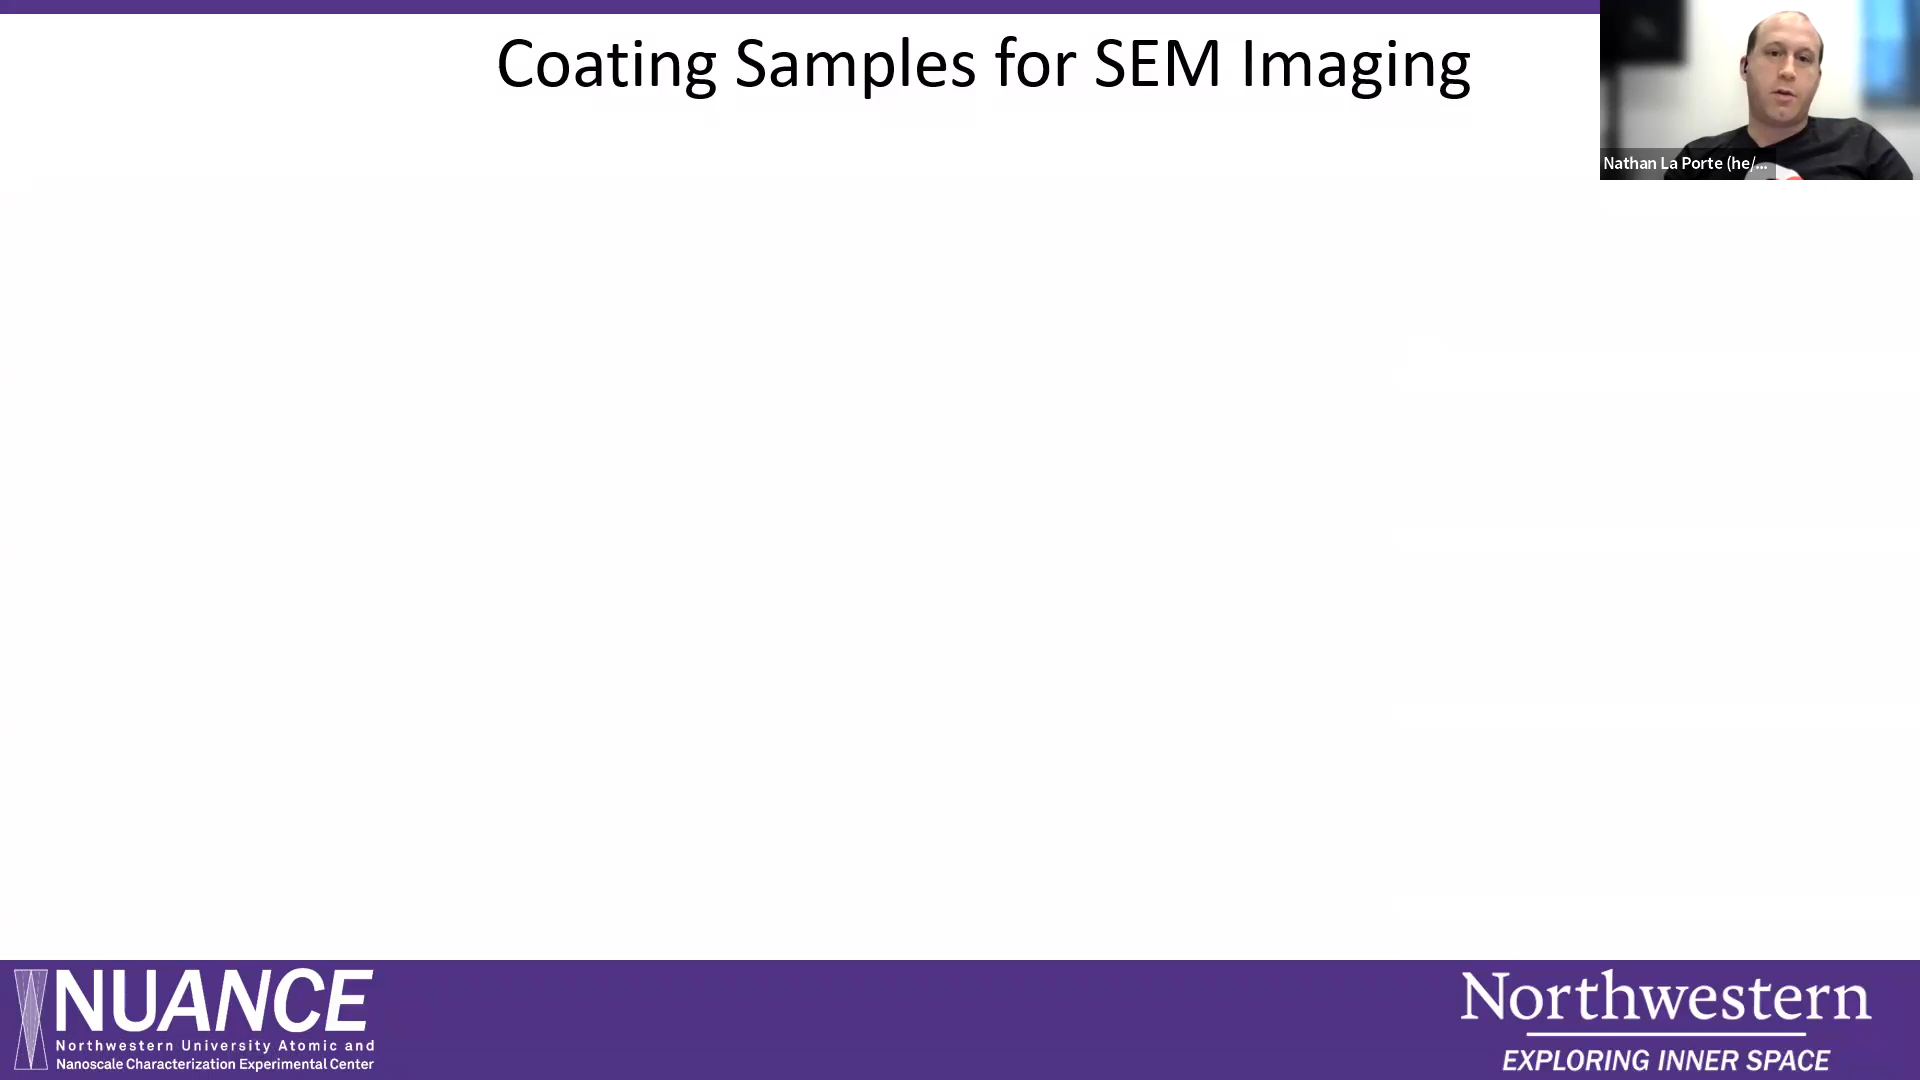 Coating Samples for SEM Imaging
Nathan La Porte (he/...
NUANCE
Northwestern University Atomic and
Nanoscale Characterization Experimental Center
Northwestern
EXPLORING INNER SPACE